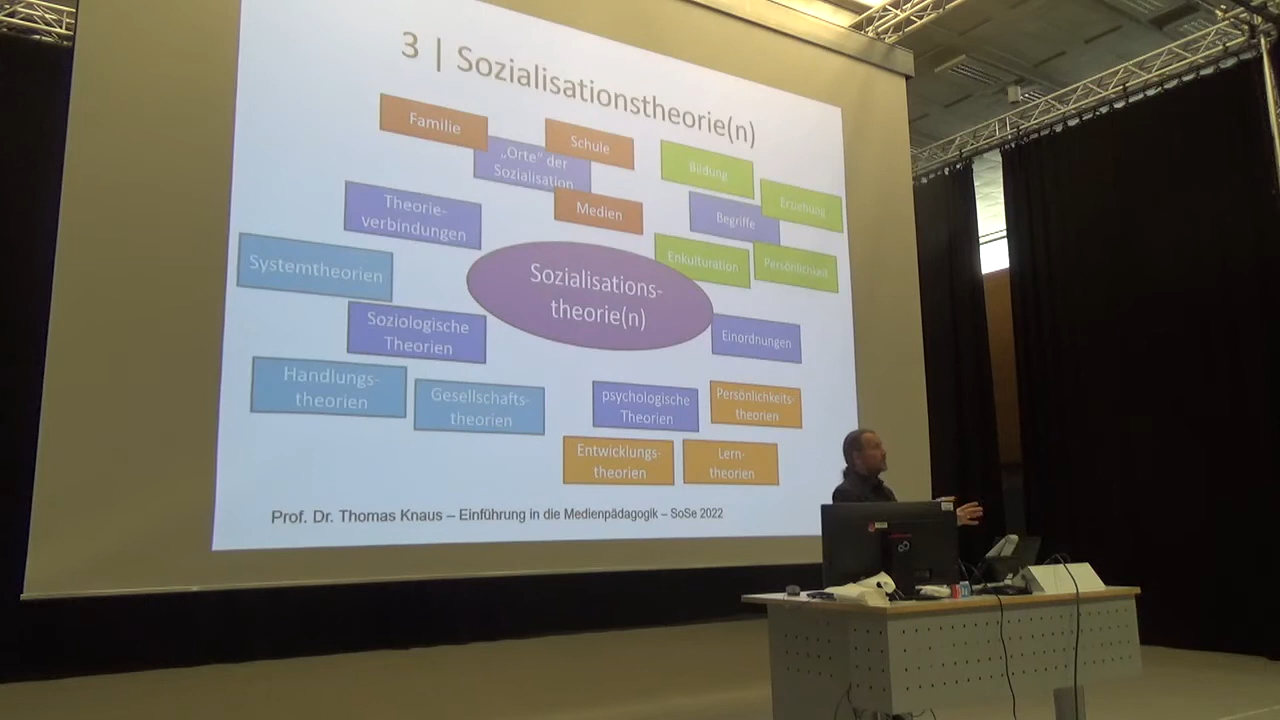 3 | Sozialisationstheorie(n)
Familie
Schule
„Orte“ der
Sozialisation
Medien
Bildung
Erziehung
Begriffe
Enkulturation
Persönlichkeit
Theorie-
verbindungen
Systemtheorien
Sozialisations-
theorie(n)
Soziologische
Theorien
Einordnungen
Handlungs-
theorien
Gesellschafts-
theorien
psychologische
Theorien
Persönlichkeits-
theorien
Entwicklungs-
theorien
Lern-
theorien
Prof. Dr. Thomas Knaus – Einführung in die Medienpädagogik – SoSe 2022